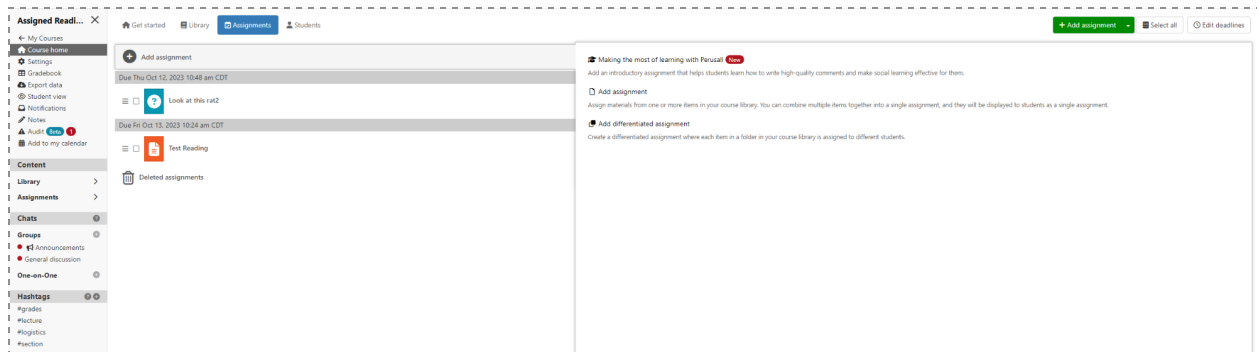 Assigned Readi...
← My Courses
Course home
Settings
Gradebook
Export data
Student view
Notifications
Notes
Audit Beta 1
Add to my calendar
Content
Library
Assignments
Chats
Groups
Announcements
General discussion
One-on-One
Hashtags
#grades
#lecture
#logistics
#section
Get started Library Assignments Students
+ Add assignment Select all Edit deadlines
Add assignment
Due Thu Oct 12, 2023 10:48 am CDT
Look at this rat2
Due Fri Oct 13, 2023 10:24 am CDT
Test Reading
Deleted assignments
Making the most of learning with Perusall New
Add an introductory assignment that helps students learn how to write high-quality comments and make social learning effective for them.
Add assignment
Assign materials from one or more items in your course library. You can combine multiple items together into a single assignment, and they will be displayed to students as a single assignment.
Add differentiated assignment
Create a differentiated assignment where each item in a folder in your course library is assigned to different students.